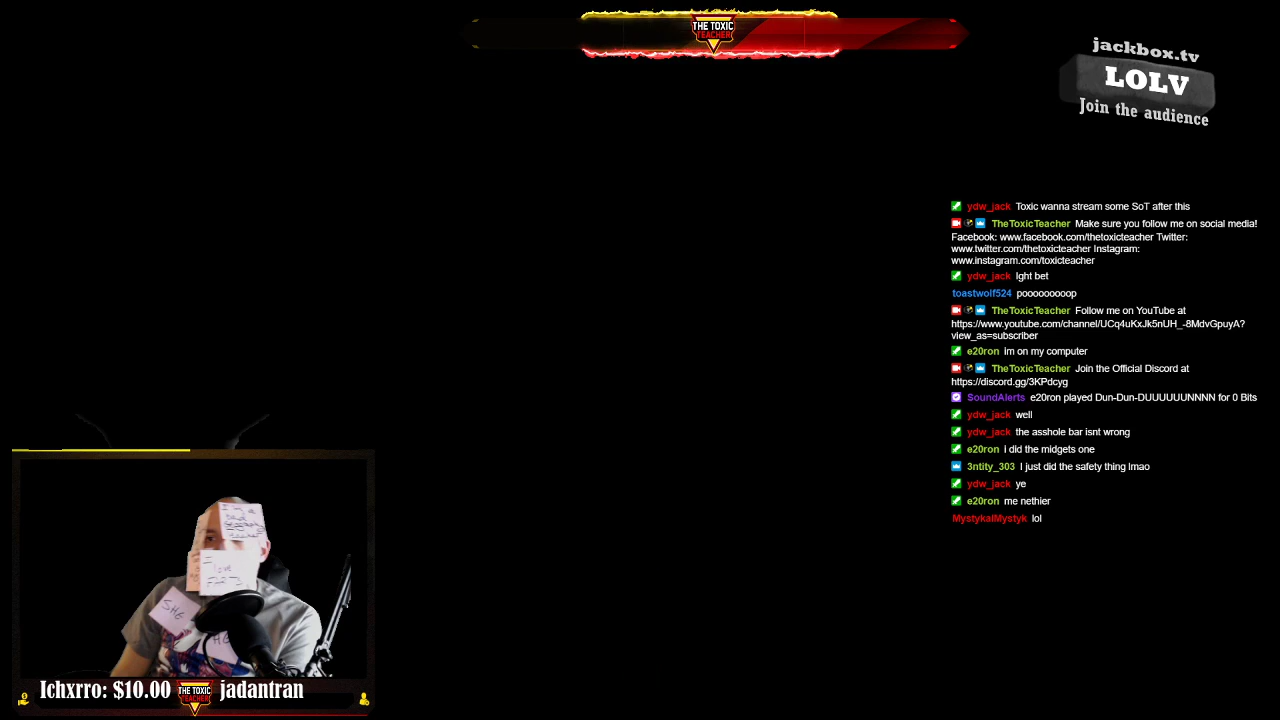 THE TOXIC
TEACHER
jackbox.tv
LOLV
Join the audience
ydw_jack Toxic wanna stream some SoT after this
TheToxicTeacher Make sure you follow me on social media!
Facebook: www.facebook.com/thetoxicteacher Twitter:
www.twitter.com/thetoxicteacher Instagram:
www.instagram.com/toxicteacher
ydw_jack Ight bet
toastwolf524 pooooooooop
TheToxicTeacher Follow me on YouTube at
https://www.youtube.com/channel/UCq4uKxJk5nUH_-8MdvGpuyA?
view_as=subscriber
e20ron im on my computer
TheToxicTeacher Join the Official Discord at
https://discord.gg/3KPdcyg
SoundAlerts e20ron played Dun-Dun-DUUUUUUNNNN for 0 Bits
ydw_jack well
ydw_jack the asshole bar isnt wrong
e20ron I did the midgets one
3ntity_303 I just did the safety thing lmao
ydw_jack ye
e20ron me nethier
MystykalMystyk lol
I
love
SHE
Ichxrro: $10.00
THE TOXIC
TEACHER
jadantran